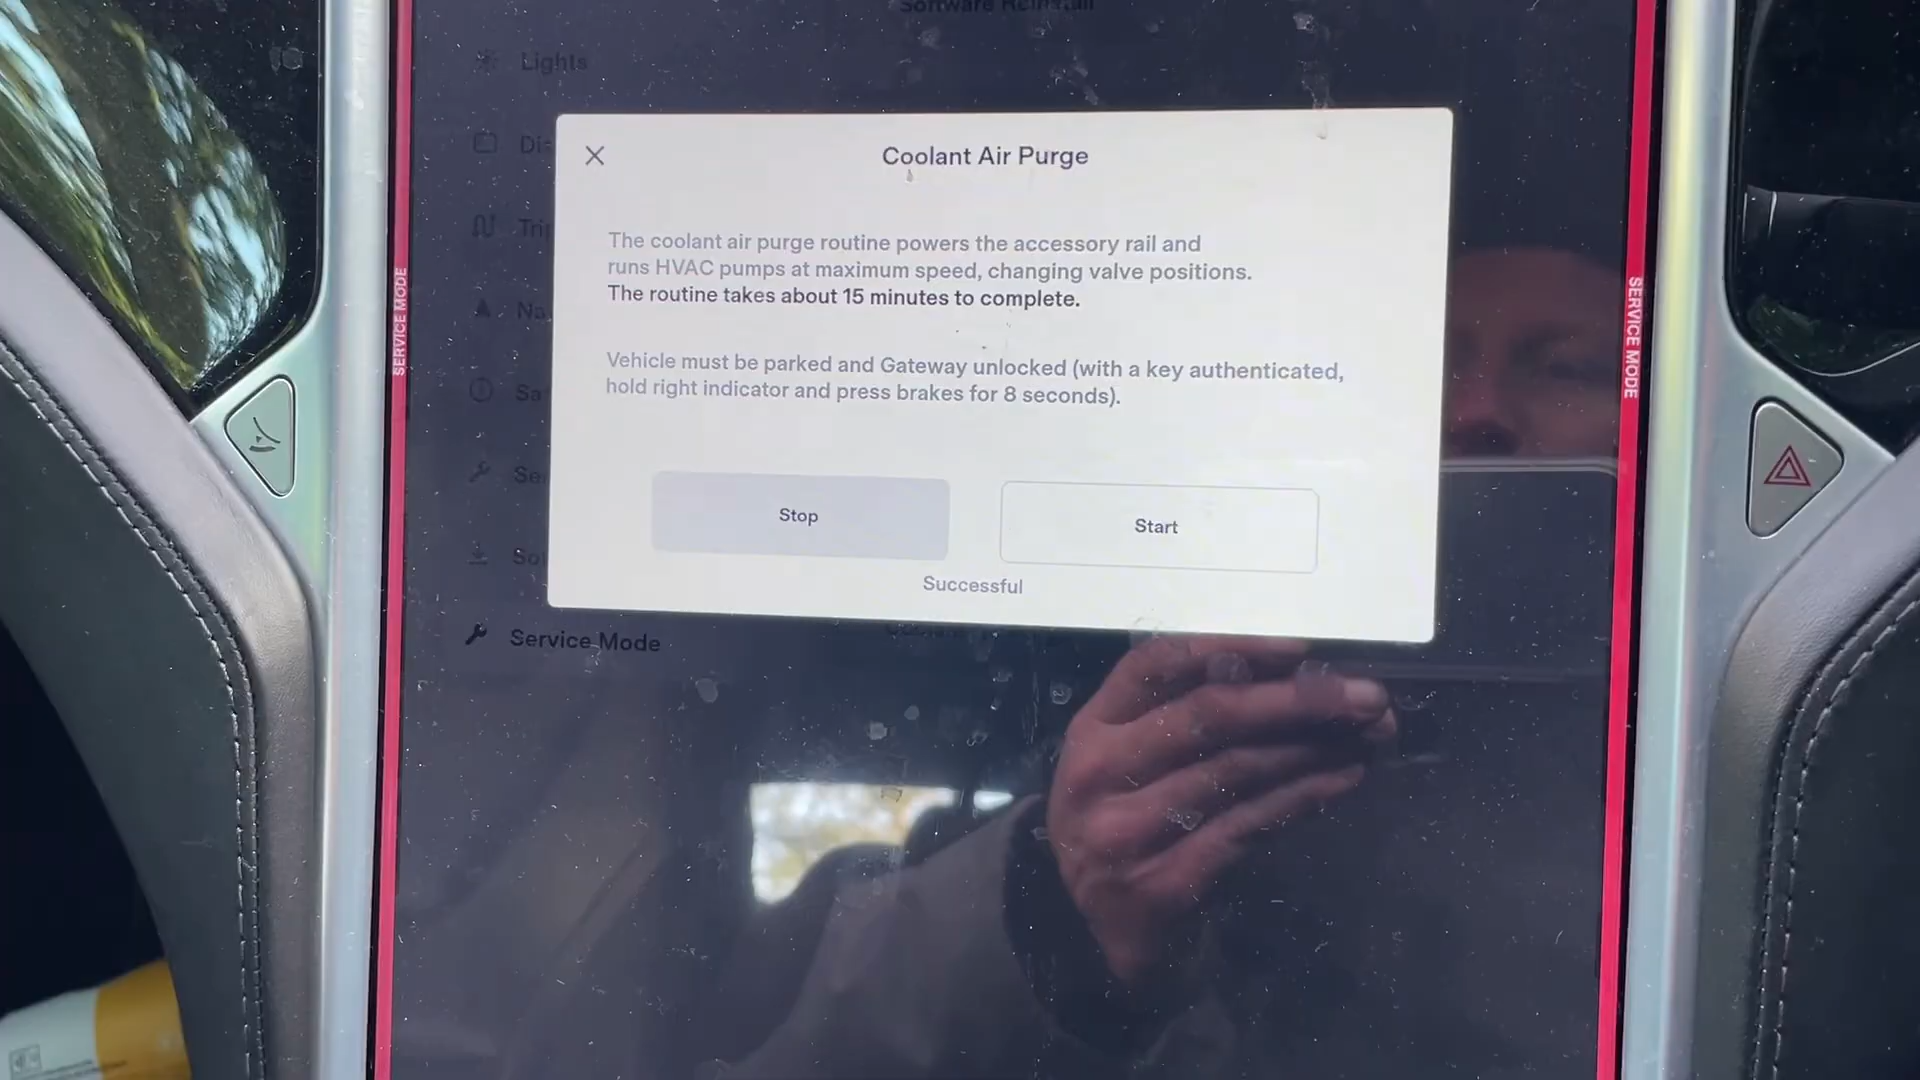 Software Reinstall
Lights
Coolant Air Purge
The coolant air purge routine powers the accessory rail and
runs HVAC pumps at maximum speed, changing valve positions.
The routine takes about 15 minutes to complete.
Vehicle must be parked and Gateway unlocked (with a key authenticated,
hold right indicator and press brakes for 8 seconds).
Stop
Start
Successful
Service Mode
SERVICE MODE
SERVICE MODE